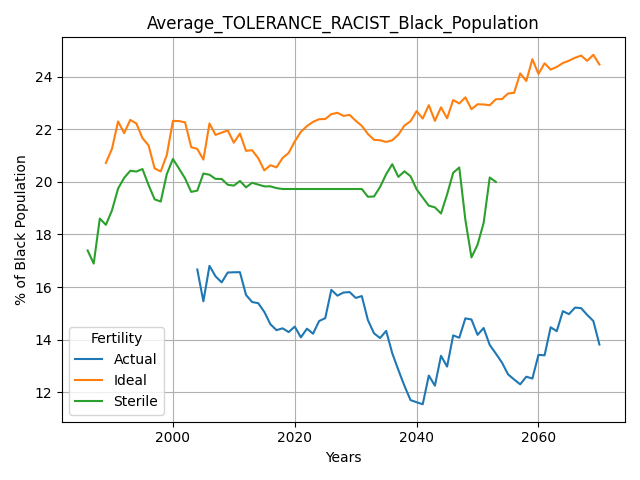 Average_TOLERANCE_RACIST_Black_Population
% of Black Population
24
22
20
18
16
14
12
Fertility
Actual
Ideal
Sterile
2000 2020 2040 2060
Years